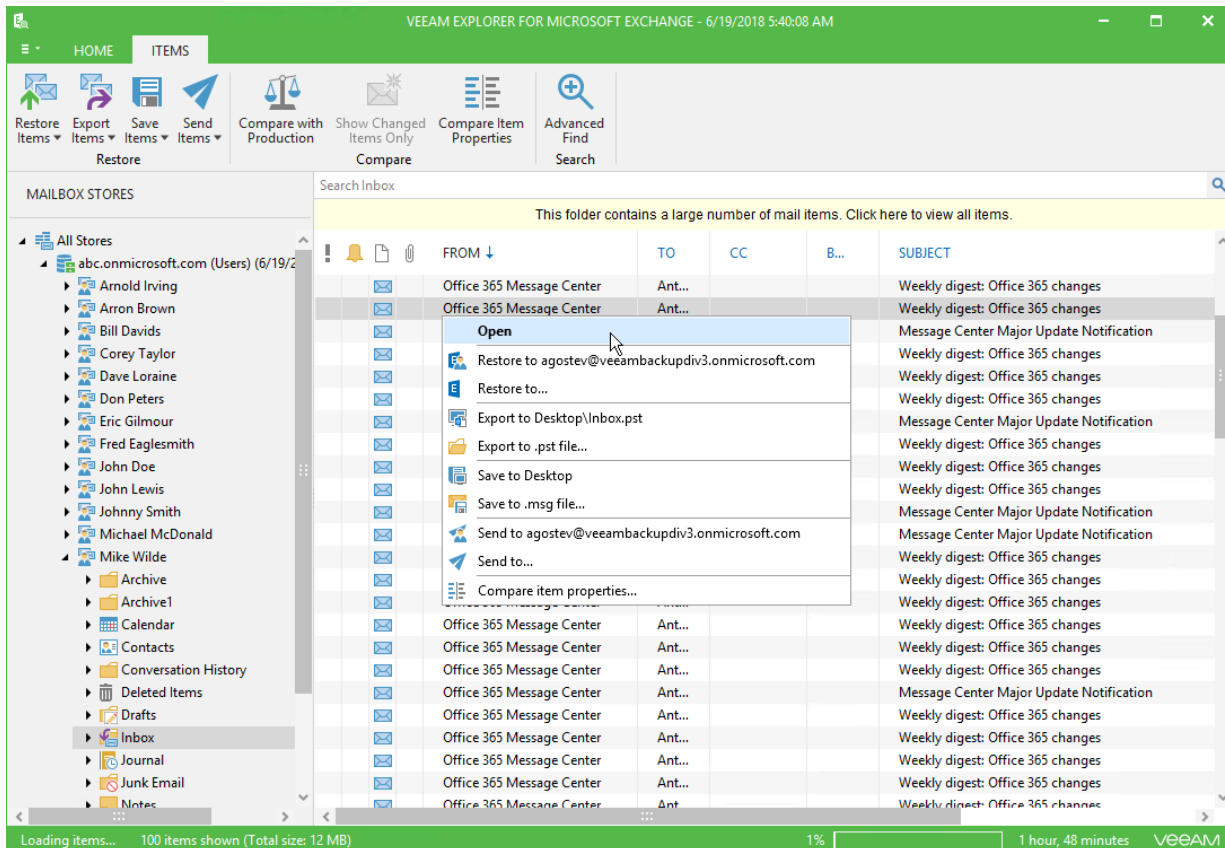 VEEAM EXPLORER FOR MICROSOFT EXCHANGE - 6/19/2018 5:40:08 AM
HOME ITEMS
Restore Items Export Items Save Items Send Items Compare with Production Show Changed Items Only Compare Item Properties Advanced Find
Restore Compare Search
MAILBOX STORES
Search Inbox
This folder contains a large number of mail items. Click here to view all items.
All Stores
abc.onmicrosoft.com (Users) (6/19/2
Arnold Irving
Arron Brown
Bill Davids
Corey Taylor
Dave Loraine
Don Peters
Eric Gilmour
Fred Eaglesmith
John Doe
John Lewis
Johnny Smith
Michael McDonald
Mike Wilde
Archive
Archive1
Calendar
Contacts
Conversation History
Deleted Items
Drafts
Inbox
Journal
Junk Email
Notes
FROM TO CC B... SUBJECT
Office 365 Message Center Ant... Weekly digest: Office 365 changes
Office 365 Message Center Ant... Weekly digest: Office 365 changes
Message Center Major Update Notification
Weekly digest: Office 365 changes
Weekly digest: Office 365 changes
Weekly digest: Office 365 changes
Message Center Major Update Notification
Weekly digest: Office 365 changes
Weekly digest: Office 365 changes
Weekly digest: Office 365 changes
Message Center Major Update Notification
Message Center Major Update Notification
Weekly digest: Office 365 changes
Weekly digest: Office 365 changes
Weekly digest: Office 365 changes
Office 365 Message Center Ant... Weekly digest: Office 365 changes
Office 365 Message Center Ant... Weekly digest: Office 365 changes
Office 365 Message Center Ant... Weekly digest: Office 365 changes
Office 365 Message Center Ant... Message Center Major Update Notification
Office 365 Message Center Ant... Weekly digest: Office 365 changes
Office 365 Message Center Ant... Weekly digest: Office 365 changes
Office 365 Message Center Ant... Weekly digest: Office 365 changes
Office 365 Message Center Ant... Weekly digest: Office 365 changes
Office 365 Message Center Ant Weekly digest: Office 365 changes
Open
Restore to agostev@veeambackupdiv3.onmicrosoft.com
Restore to...
Export to Desktop\Inbox.pst
Export to .pst file...
Save to Desktop
Save to .msg file...
Send to agostev@veeambackupdiv3.onmicrosoft.com
Send to...
Compare item properties...
Loading items... 100 items shown (Total size: 12 MB) 1% 1 hour, 48 minutes VEEAM